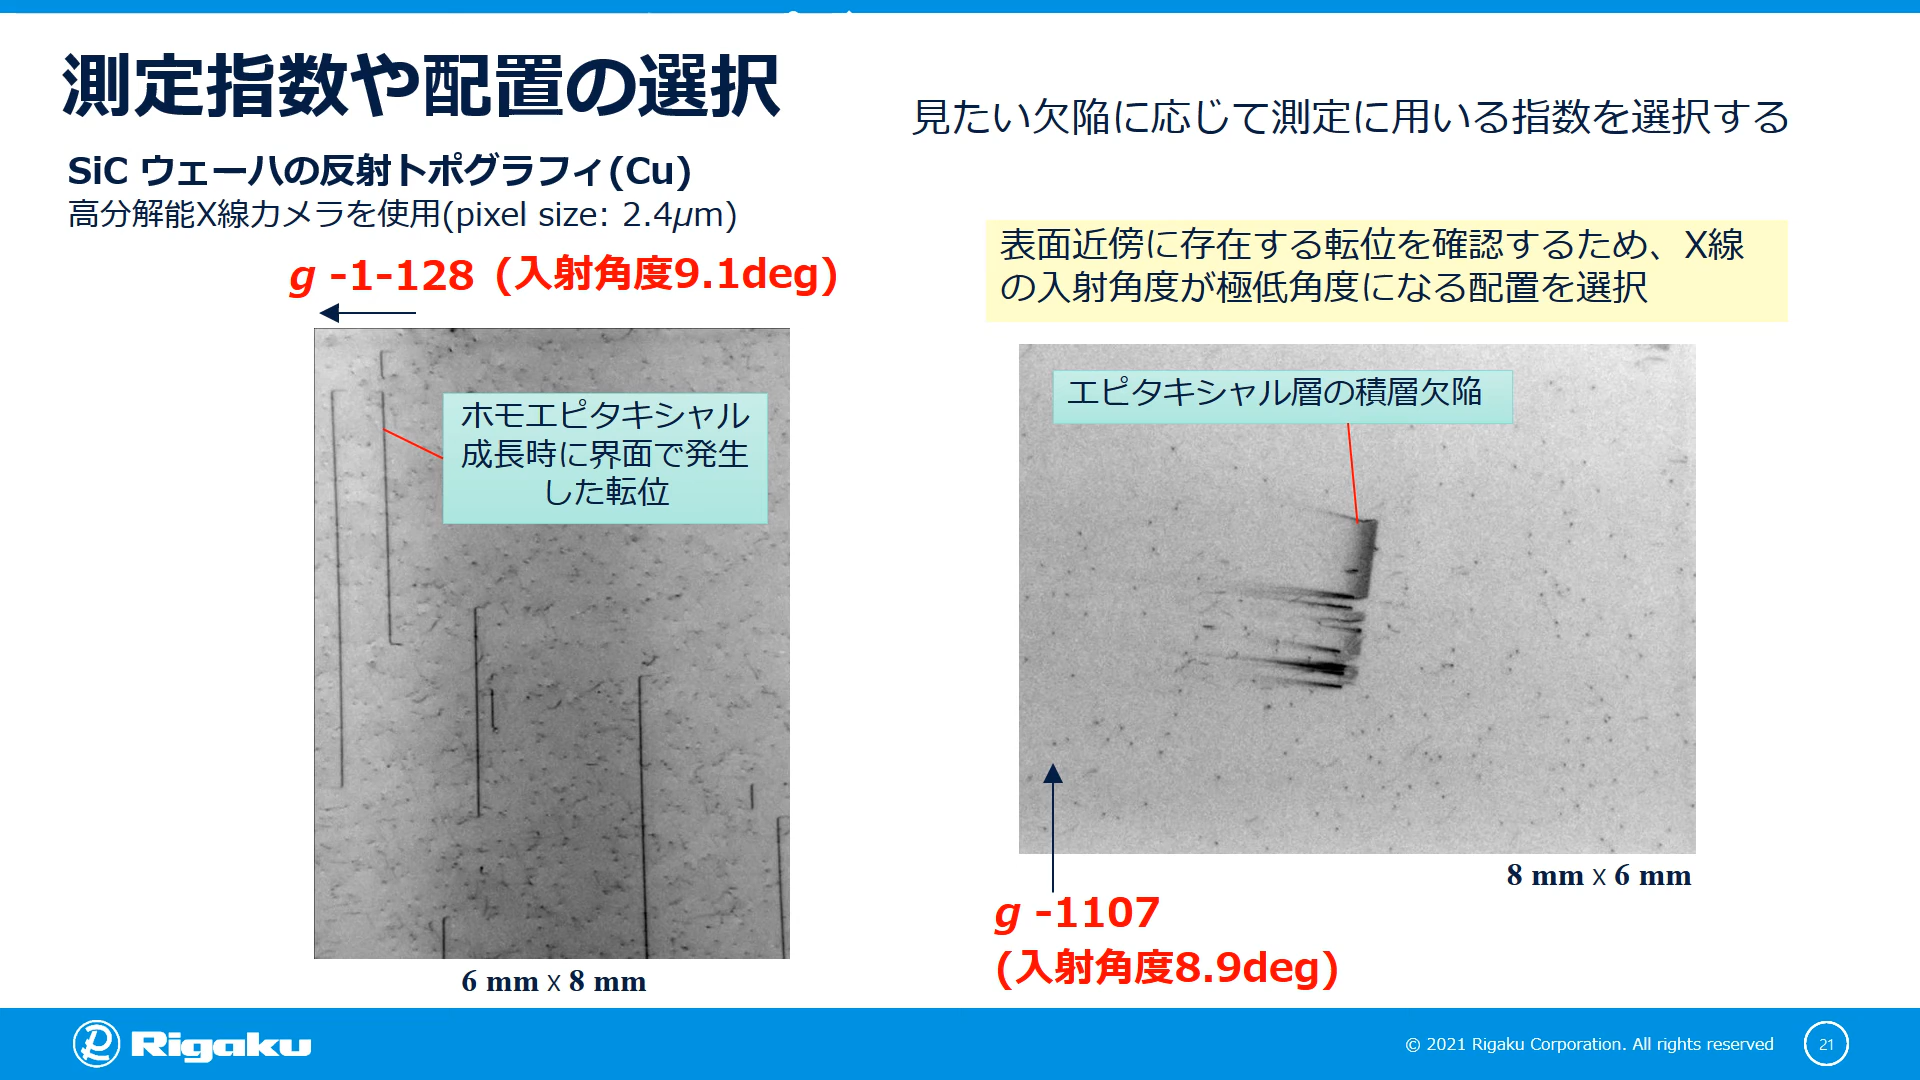 測定指数や配置の選択
見たい欠陥に応じて測定に用いる指数を選択する
SiC ウェーハの反射トポグラフィ(Cu)
高分解能X線カメラを使用(pixel size: 2.4μm)
g -1-128 (入射角度9.1deg)
ホモエピタキシャル
成長時に界面で発生
した転位
6 mm x 8 mm
表面近傍に存在する転位を確認するため、X線
の入射角度が極低角度になる配置を選択
エピタキシャル層の積層欠陥
8 mm x 6 mm
g -1107
(入射角度8.9deg)
Rigaku
© 2021 Rigaku Corporation. All rights reserved
21